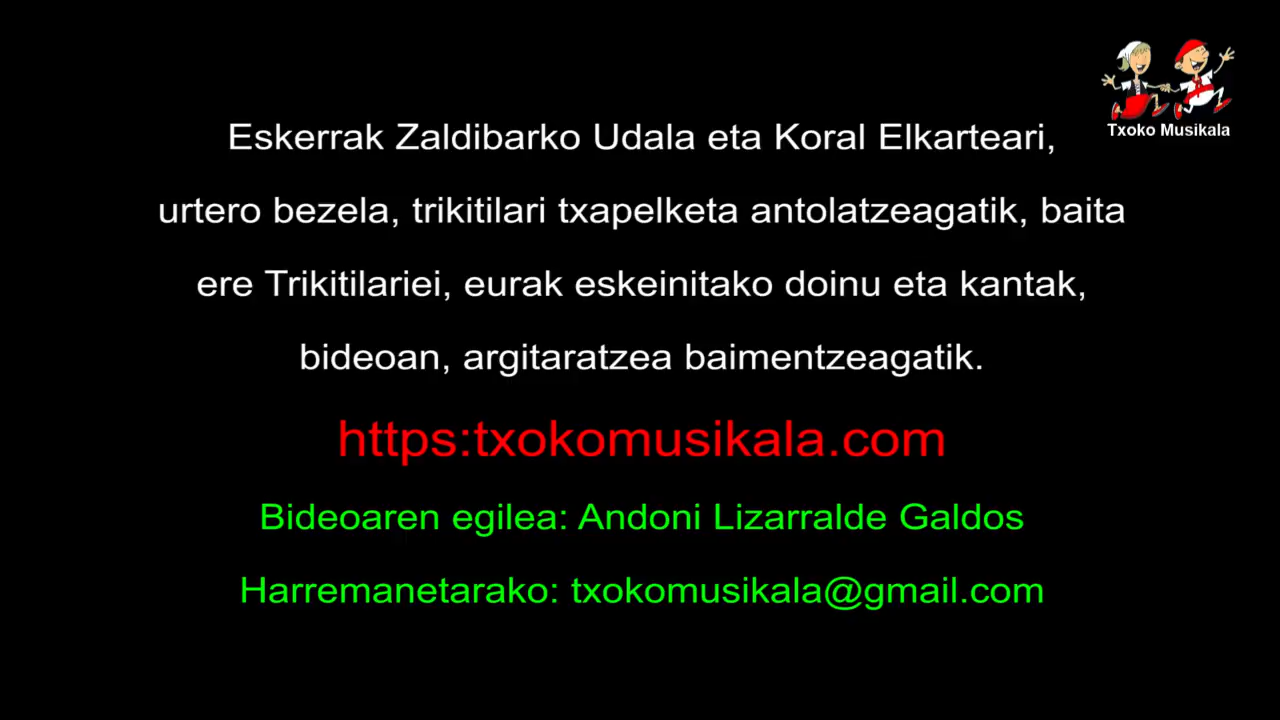 Txoko Musikala
Eskerrak Zaldibarko Udala eta Koral Elkarteari,
urtero bezela, trikitilari txapelketa antolatzeagatik, baita
ere Trikitilariei, eurak eskeinitako doinu eta kantak,
bideoan, argitaratzea baimentzeagatik.
https:txokomusikala.com
Bideoaren egilea: Andoni Lizarralde Galdos
Harremanetarako: txokomusikala@gmail.com